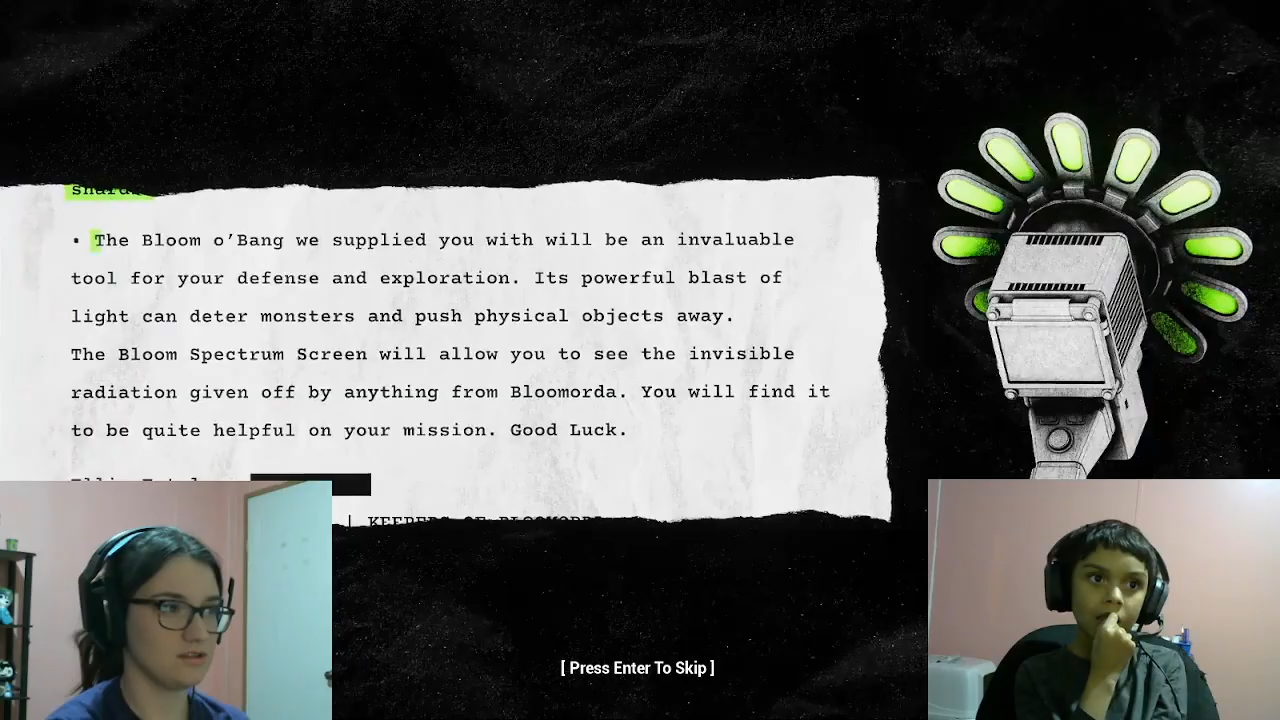 • The Bloom o’Bang we supplied you with will be an invaluable
tool for your defense and exploration. Its powerful blast of
light can deter monsters and push physical objects away.
The Bloom Spectrum Screen will allow you to see the invisible
radiation given off by anything from Bloomorda. You will find it
to be quite helpful on your mission. Good Luck.
[ Press Enter To Skip ]